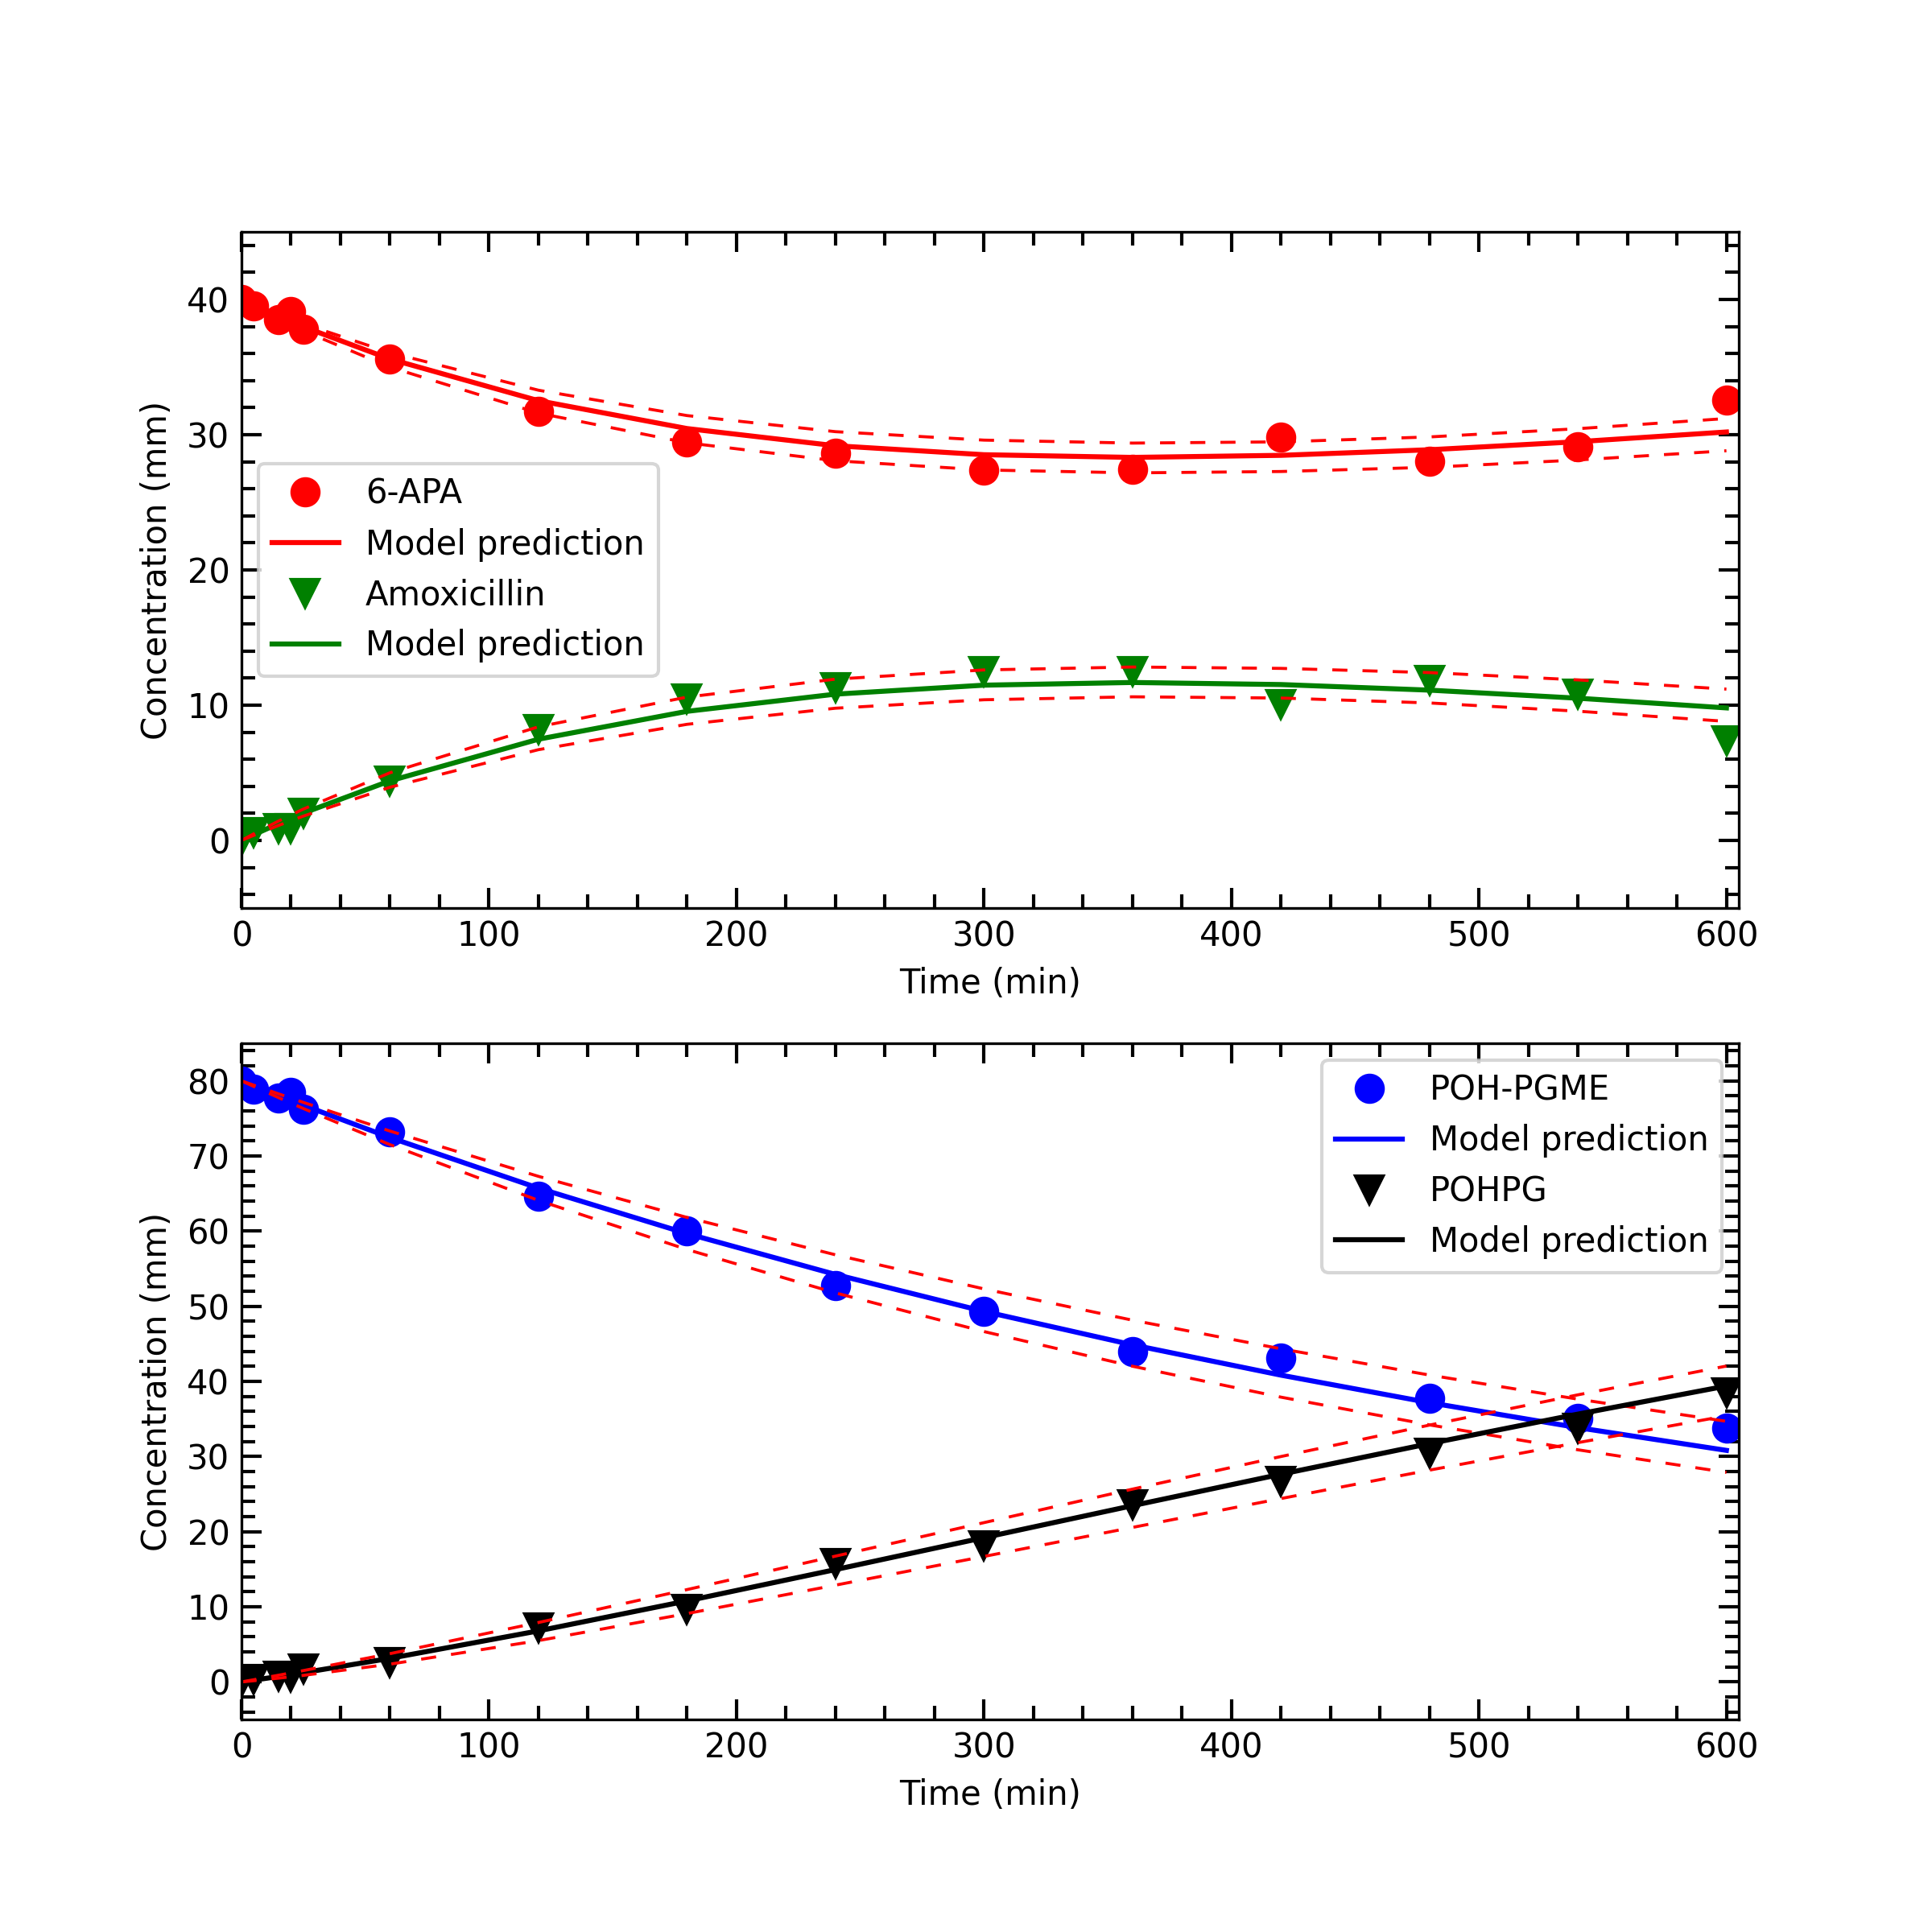 40
30
20
10
0
Concentration (mm)
6-APA
Model prediction
Amoxicillin
Model prediction
0 100 200 300 400 500 600
Time (min)
80
70
60
50
40
30
20
10
0
Concentration (mm)
POH-PGME
Model prediction
POHPG
Model prediction
0 100 200 300 400 500 600
Time (min)